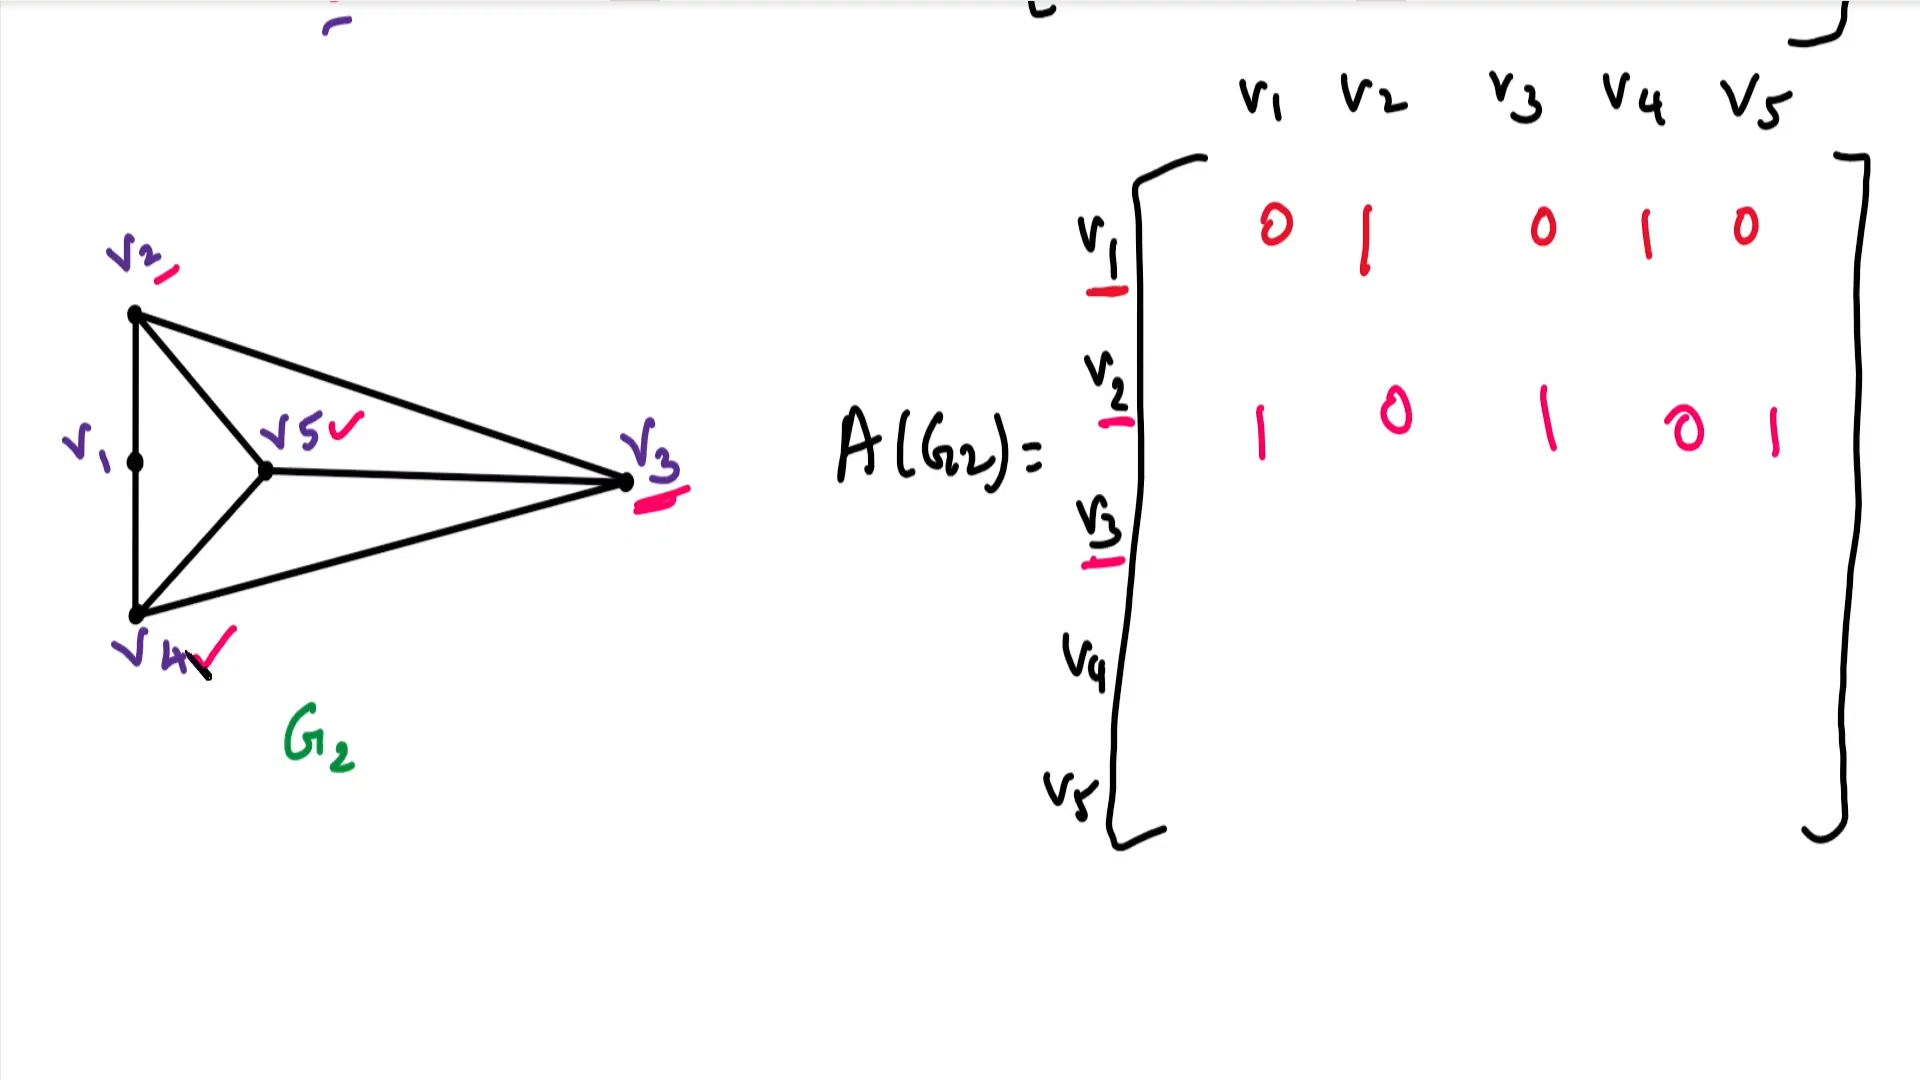 v1 v2 v3 v4 v5
v1 0 1 0 1 0
v2
v2 1 0 1 0 1
v1 v5 v3
A(G2)=
v3
v4
v4
G2
v5